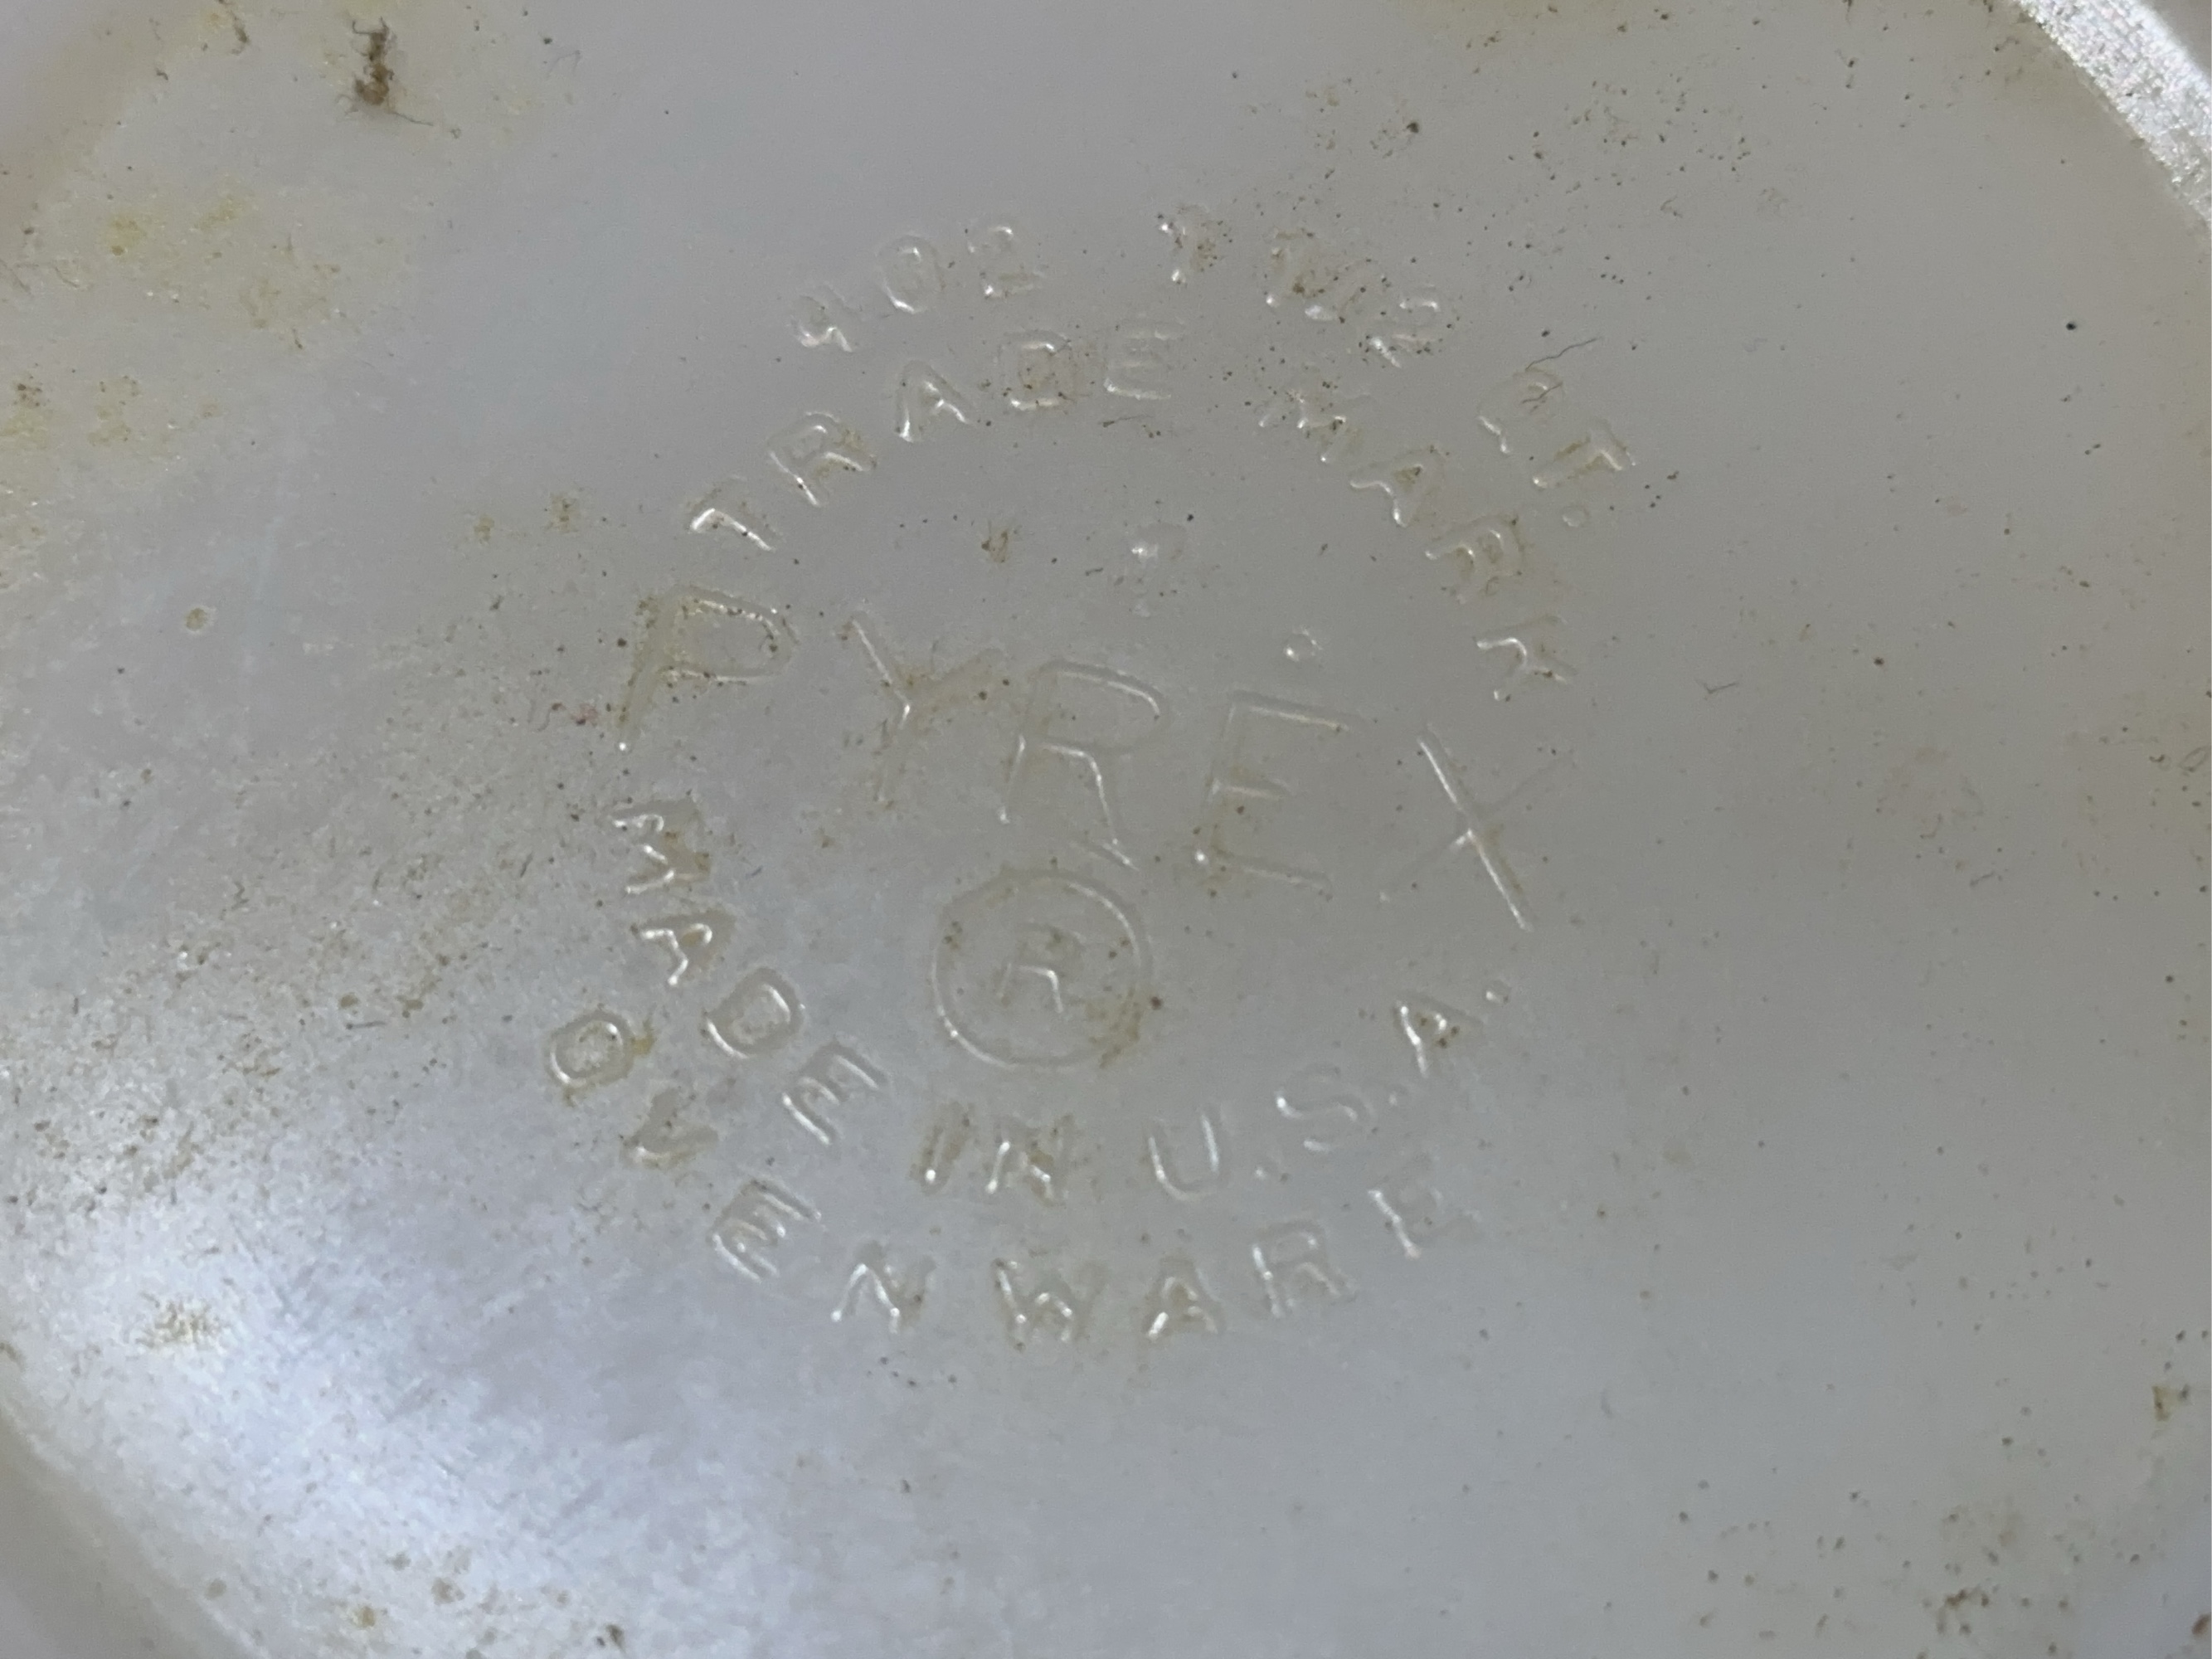 402 1 1/2 QT.
TRADE MARK
PYREX
®
MADE IN U.S.A.
OVENWARE